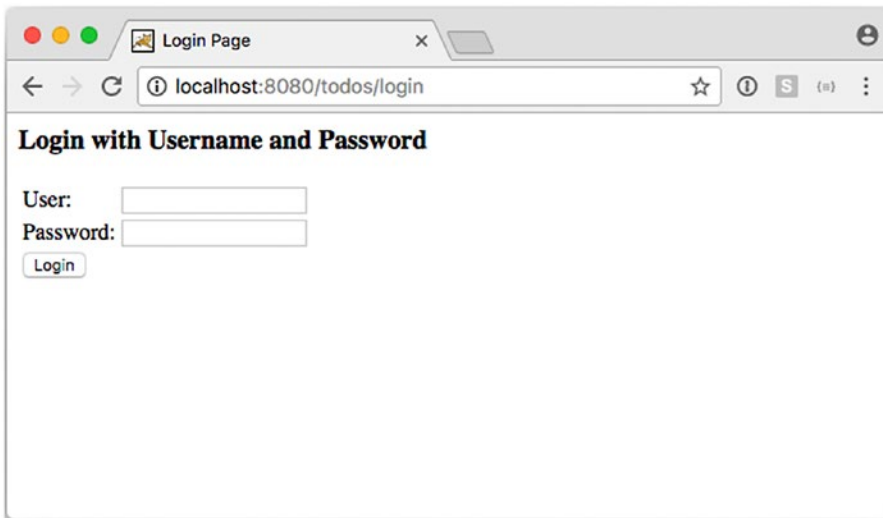 Login Page
localhost:8080/todos/login
S
{≡}
Login with Username and Password
User:
Password:
Login